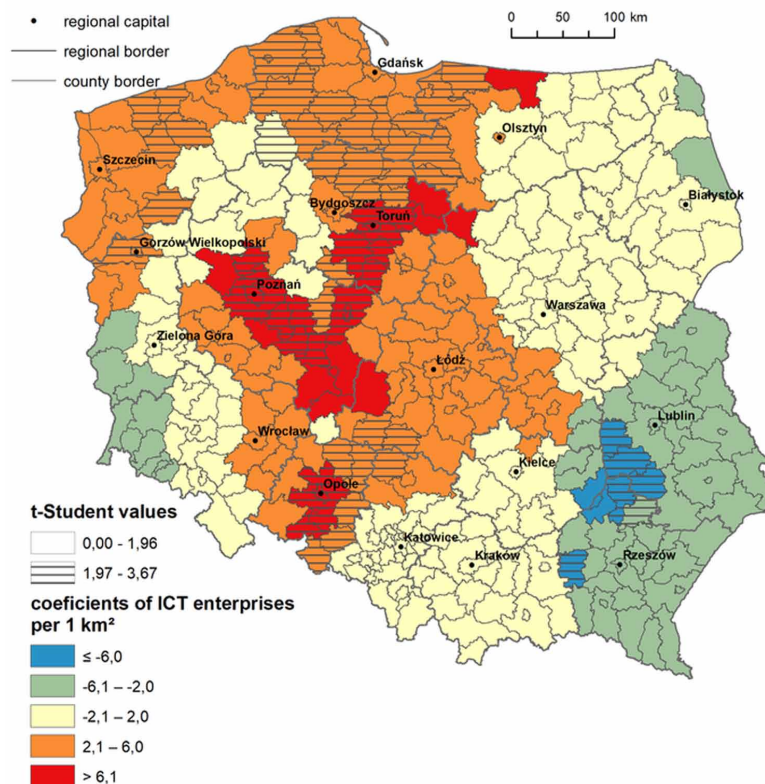 regional capital
regional border
county border
0 50 100 km
Gdańsk
Olsztyn
Szczecin
Białystok
Bydgoszcz
Toruń
Gorzów Wielkopolski
Poznań
Warszawa
Zielona Góra
Łódź
Lublin
Wrocław
Kielce
Opole
Katowice
Kraków
Rzeszów
t-Student values
0,00 - 1,96
1,97 - 3,67
coeficients of ICT enterprises
per 1 km²
≤ -6,0
-6,1 – -2,0
-2,1 – 2,0
2,1 – 6,0
> 6,1